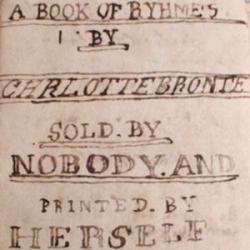 A BOOK OF RYHMES
BY
CHARLOTTE BRONTE
SOLD. BY
NOBODY. AND
PRINTED. BY
HERSELF